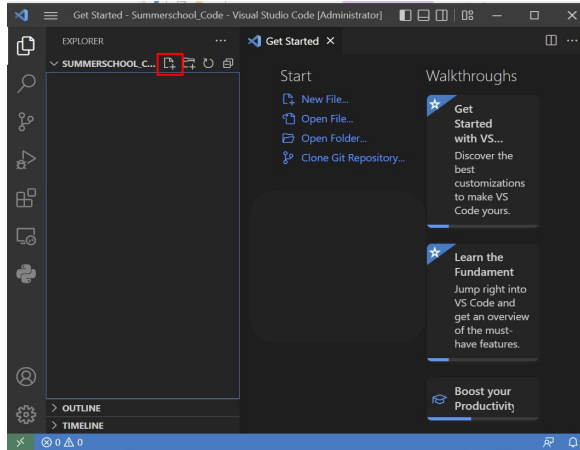 Get Started - Summerschool_Code - Visual Studio Code [Administrator]
EXPLORER
SUMMERSCHOOL_C...
OUTLINE
TIMELINE
Get Started
Start
New File...
Open File...
Open Folder...
Clone Git Repository...
Walkthroughs
Get
Started
with VS...
Discover the
best
customizations
to make VS
Code yours.
Learn the
Fundament
Jump right into
VS Code and
get an overview
of the must-
have features.
Boost your
Productivit
0 0